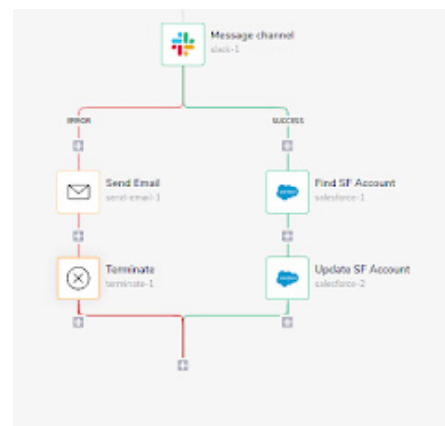 Message channel
slack-1
ERROR
SUCCESS
Send Email
send-email-1
Find SF Account
salesforce-1
Terminate
terminate-1
Update SF Account
salesforce-2